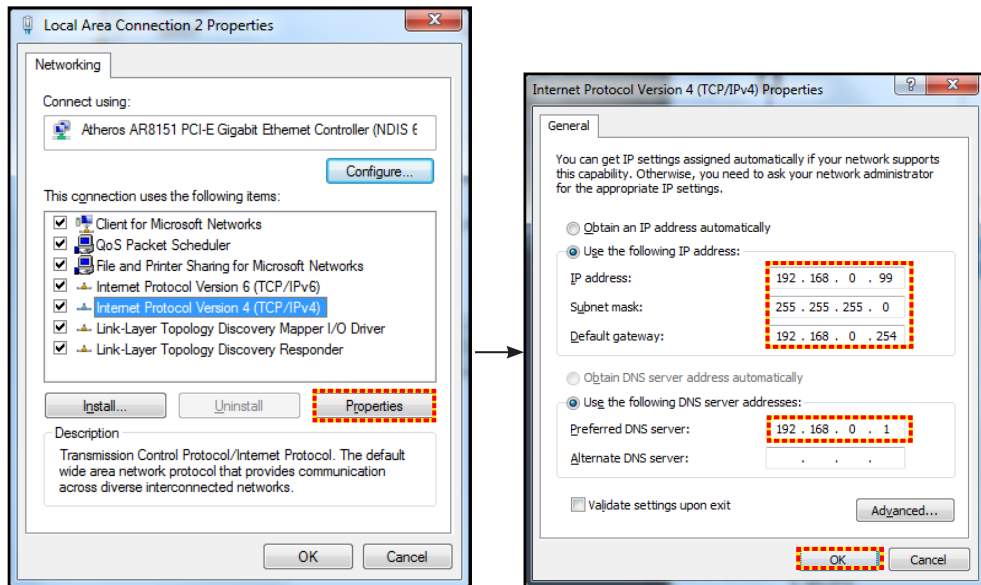 Local Area Connection 2 Properties
Networking
Connect using:
Atheros AR8151 PCI-E Gigabit Ethernet Controller (NDIS 6
Configure...
This connection uses the following items:
Client for Microsoft Networks
QoS Packet Scheduler
File and Printer Sharing for Microsoft Networks
Internet Protocol Version 6 (TCP/IPv6)
Internet Protocol Version 4 (TCP/IPv4)
Link-Layer Topology Discovery Mapper I/O Driver
Link-Layer Topology Discovery Responder
Install...
Uninstall
Properties
Description
Transmission Control Protocol/Internet Protocol. The default
wide area network protocol that provides communication
across diverse interconnected networks.
OK
Cancel
Internet Protocol Version 4 (TCP/IPv4) Properties
?
General
You can get IP settings assigned automatically if your network supports
this capability. Otherwise, you need to ask your network administrator
for the appropriate IP settings.
Obtain an IP address automatically
Use the following IP address:
IP address: 192 . 168 . 0 . 99
Subnet mask: 255 . 255 . 255 . 0
Default gateway: 192 . 168 . 0 . 254
Obtain DNS server address automatically
Use the following DNS server addresses:
Preferred DNS server: 192 . 168 . 0 . 1
Alternate DNS server: . . .
Validate settings upon exit
Advanced...
OK
Cancel